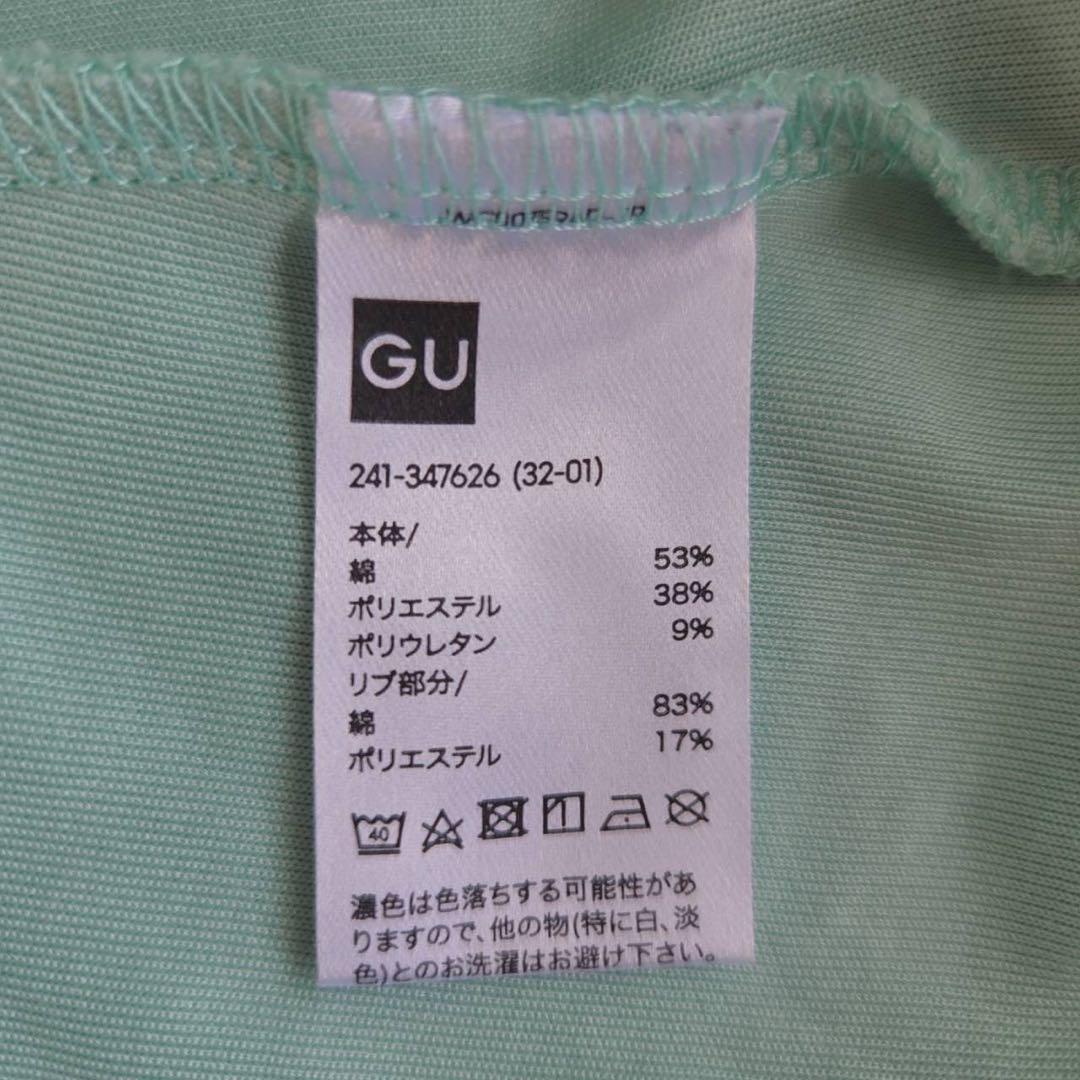 GU
241-347626 (32-01)
本体/
綿 53%
ポリエステル 38%
ポリウレタン 9%
リブ部分/
綿 83%
ポリエステル 17%
40
濃色は色落ちする可能性があ
りますので、他の物(特に白、淡
色)とのお洗濯はお避け下さい。